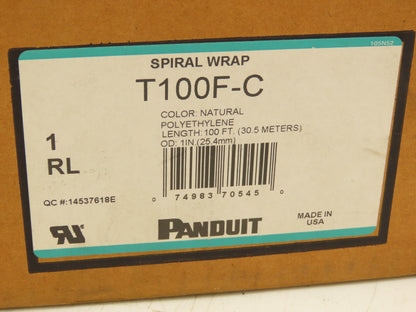 105N52
SPIRAL WRAP
T100F-C
COLOR: NATURAL
POLYETHYLENE
LENGTH: 100 FT. (30.5 METERS)
OD: 1IN.(25.4mm)
1
RL
0 74983 70545 0
QC #:14537618E
PANDUIT
MADE IN
USA